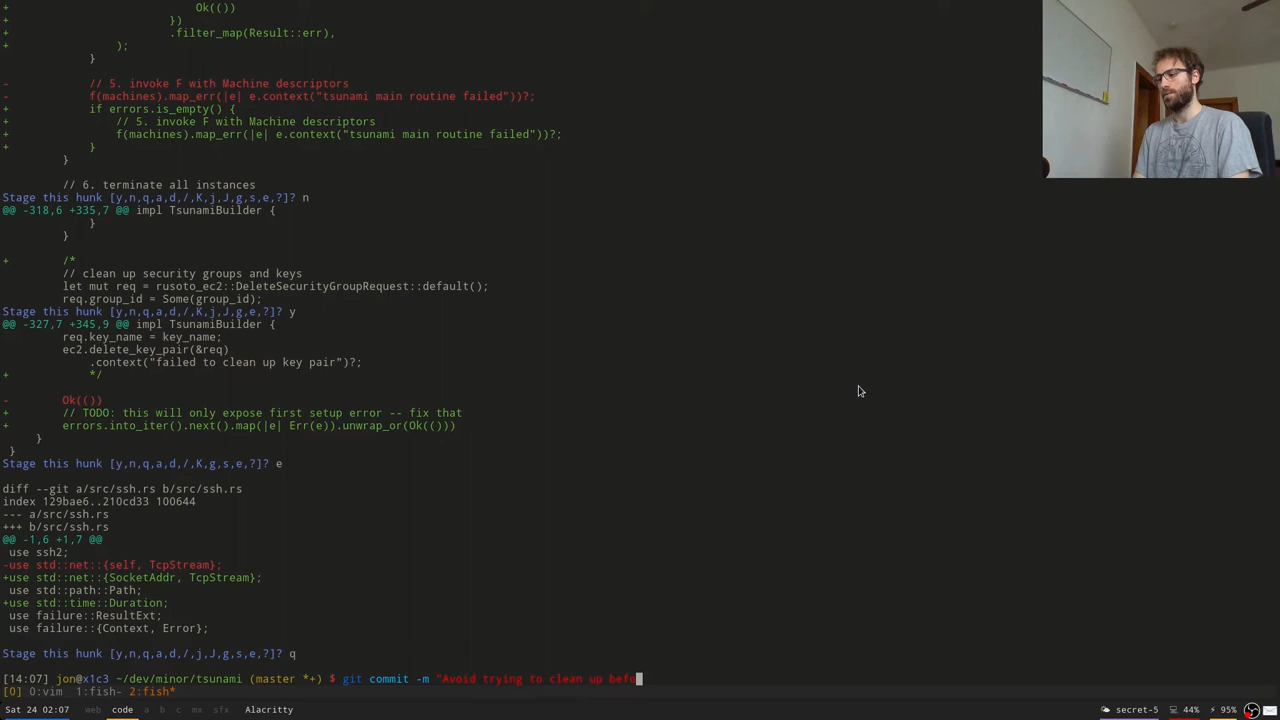 +                             Ok(())
+                         })
+                         .filter_map(Result::err),
+                 );
             }
-            // 5. invoke F with Machine descriptors
-            f(machines).map_err(|e| e.context("tsunami main routine failed"))?;
+            if errors.is_empty() {
+                // 5. invoke F with Machine descriptors
+                f(machines).map_err(|e| e.context("tsunami main routine failed"))?;
+            }
         }
         // 6. terminate all instances
Stage this hunk [y,n,q,a,d,/,K,j,J,g,s,e,?]? n
@@ -318,6 +335,7 @@ impl TsunamiBuilder {
             }
         }
+        /*
         // clean up security groups and keys
         let mut req = rusoto_ec2::DeleteSecurityGroupRequest::default();
         req.group_id = Some(group_id);
Stage this hunk [y,n,q,a,d,/,K,j,J,g,s,e,?]? y
@@ -327,7 +345,9 @@ impl TsunamiBuilder {
         req.key_name = key_name;
         ec2.delete_key_pair(&req)
             .context("failed to clean up key pair")?;
+            */
-        Ok(())
+        // TODO: this will only expose first setup error -- fix that
+        errors.into_iter().next().map(|e| Err(e)).unwrap_or(Ok(()))
     }
 }
Stage this hunk [y,n,q,a,d,/,K,g,s,e,?]? e
diff --git a/src/ssh.rs b/src/ssh.rs
index 129bae6..210cd33 100644
--- a/src/ssh.rs
+++ b/src/ssh.rs
@@ -1,6 +1,7 @@
 use ssh2;
-use std::net::{self, TcpStream};
+use std::net::{SocketAddr, TcpStream};
 use std::path::Path;
+use std::time::Duration;
 use failure::ResultExt;
 use failure::{Context, Error};
Stage this hunk [y,n,q,a,d,/,j,J,g,s,e,?]? q
[14:07] jon@x1c3 ~/dev/minor/tsunami (master *+) $ git commit -m "Avoid trying to clean up befo
[0] 0:vim  1:fish- 2:fish*
Sat 24 02:07 web code a b c mx sfx Alacritty secret-5 44% 95%